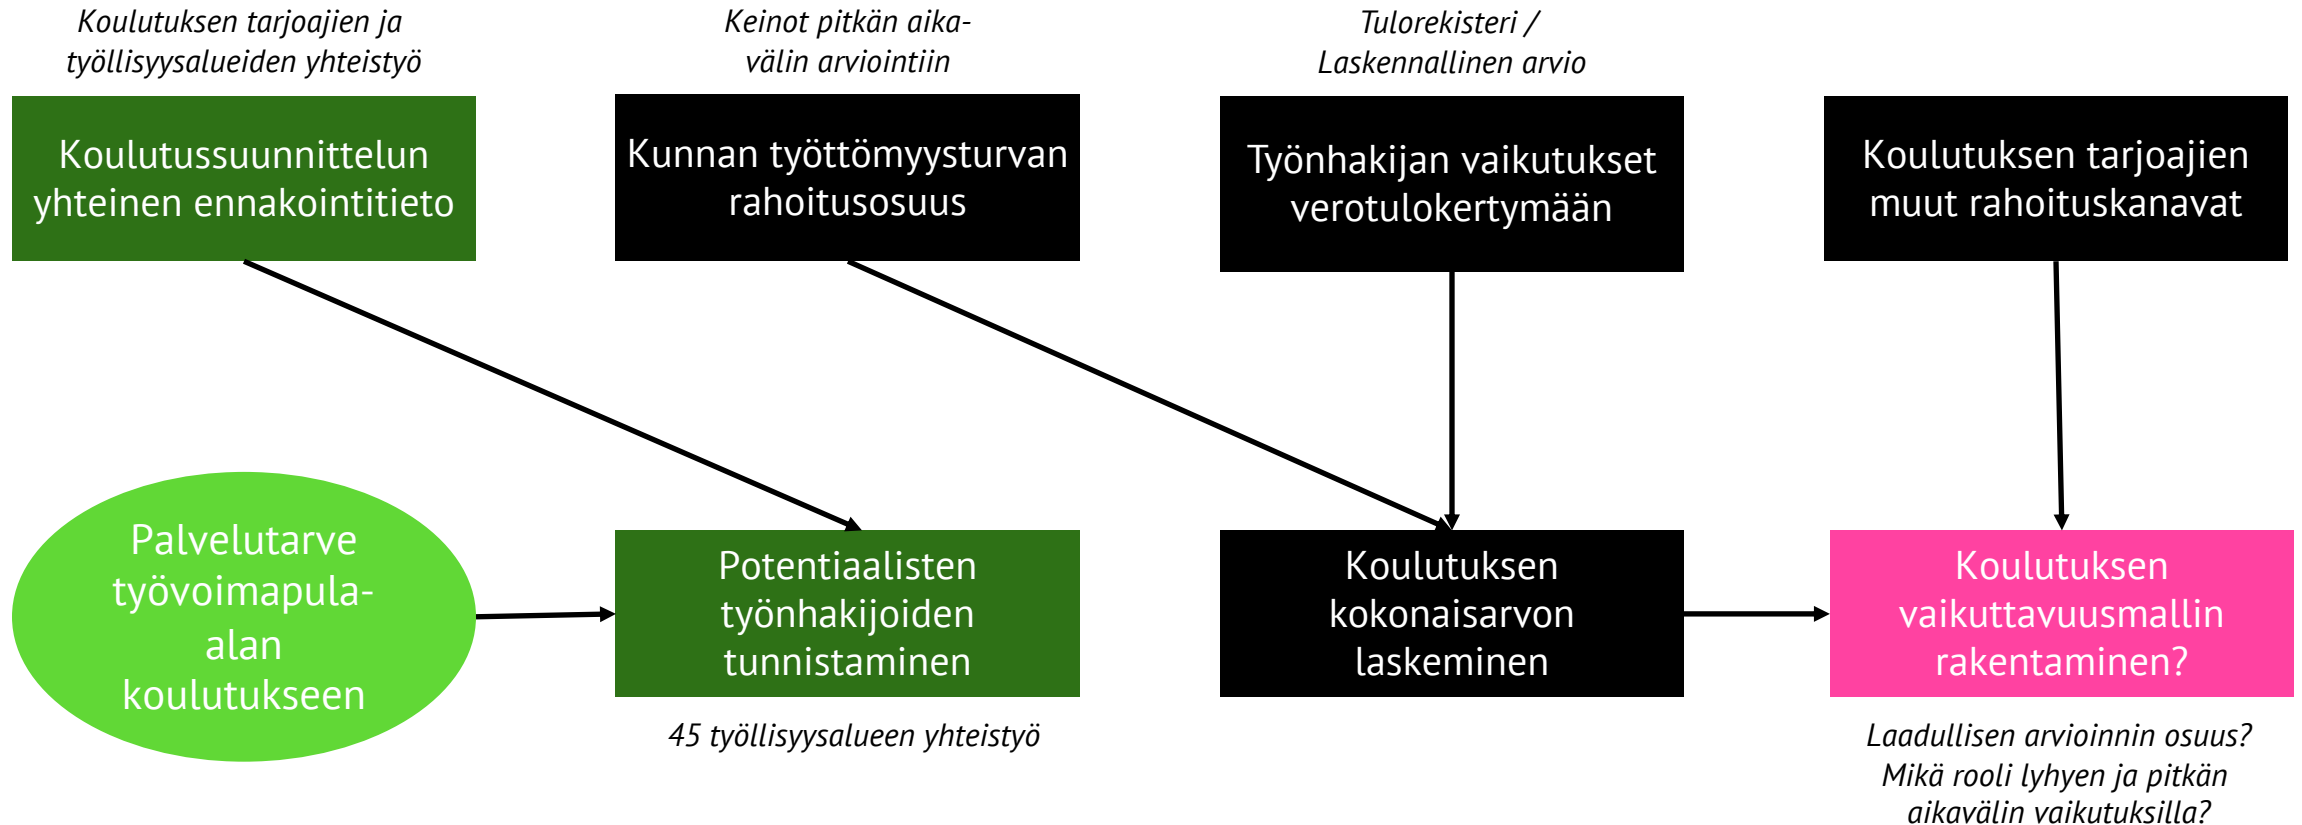 Koulutuksen tarjoajien ja
työllisyysalueiden yhteistyö
Keinot pitkän aika-
välin arviointiin
Tulorekisteri /
Laskennallinen arvio
Koulutussuunnittelun
yhteinen ennakointitieto
Kunnan työttömyysturvan
rahoitusosuus
Työnhakijan vaikutukset
verotulokertymään
Koulutuksen tarjoajien
muut rahoituskanavat
Palvelutarve
työvoimapula-
alan
koulutukseen
Potentiaalisten
työnhakijoiden
tunnistaminen
Koulutuksen
kokonaisarvon
laskeminen
Koulutuksen
vaikuttavuusmallin
rakentaminen?
45 työllisyysalueen yhteistyö
Laadullisen arvioinnin osuus?
Mikä rooli lyhyen ja pitkän
aikavälin vaikutuksilla?